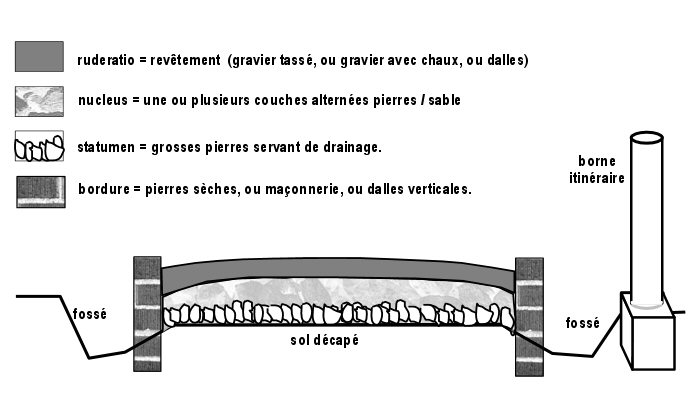 ruderatio = revêtement (gravier tassé, ou gravier avec chaux, ou dalles)
nucleus = une ou plusieurs couches alternées pierres / sable
statumen = grosses pierres servant de drainage.
bordure = pierres sèches, ou maçonnerie, ou dalles verticales.
borne
itinéraire
fossé
fossé
sol décapé